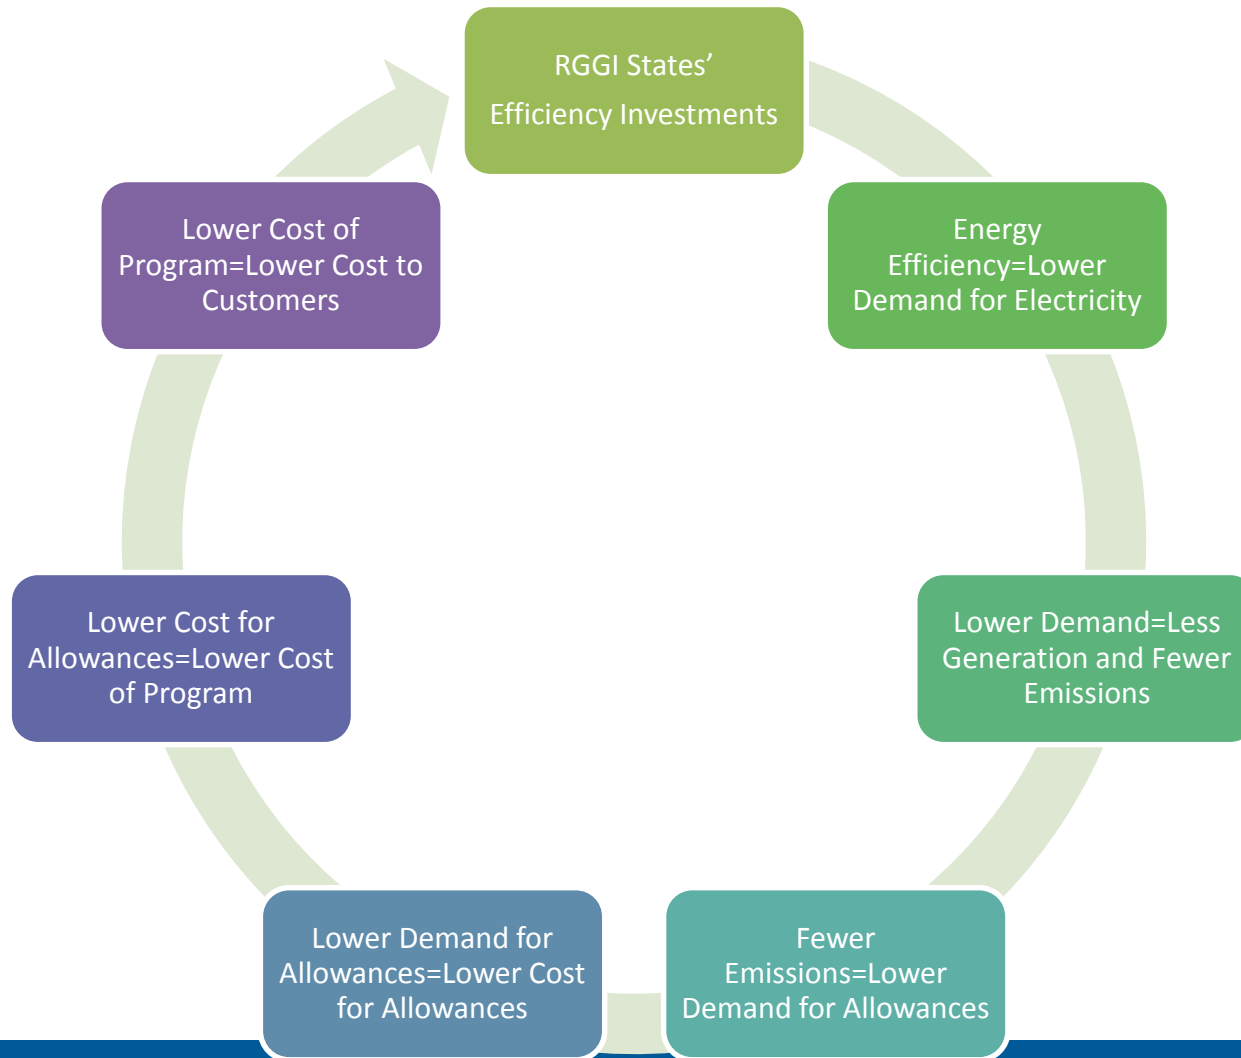 RGGI States’
Efficiency Investments
Energy
Efficiency=Lower
Demand for Electricity
Lower Demand=Less
Generation and Fewer
Emissions
Fewer
Emissions=Lower
Demand for Allowances
Lower Demand for
Allowances=Lower Cost
for Allowances
Lower Cost for
Allowances=Lower Cost
of Program
Lower Cost of
Program=Lower Cost to
Customers